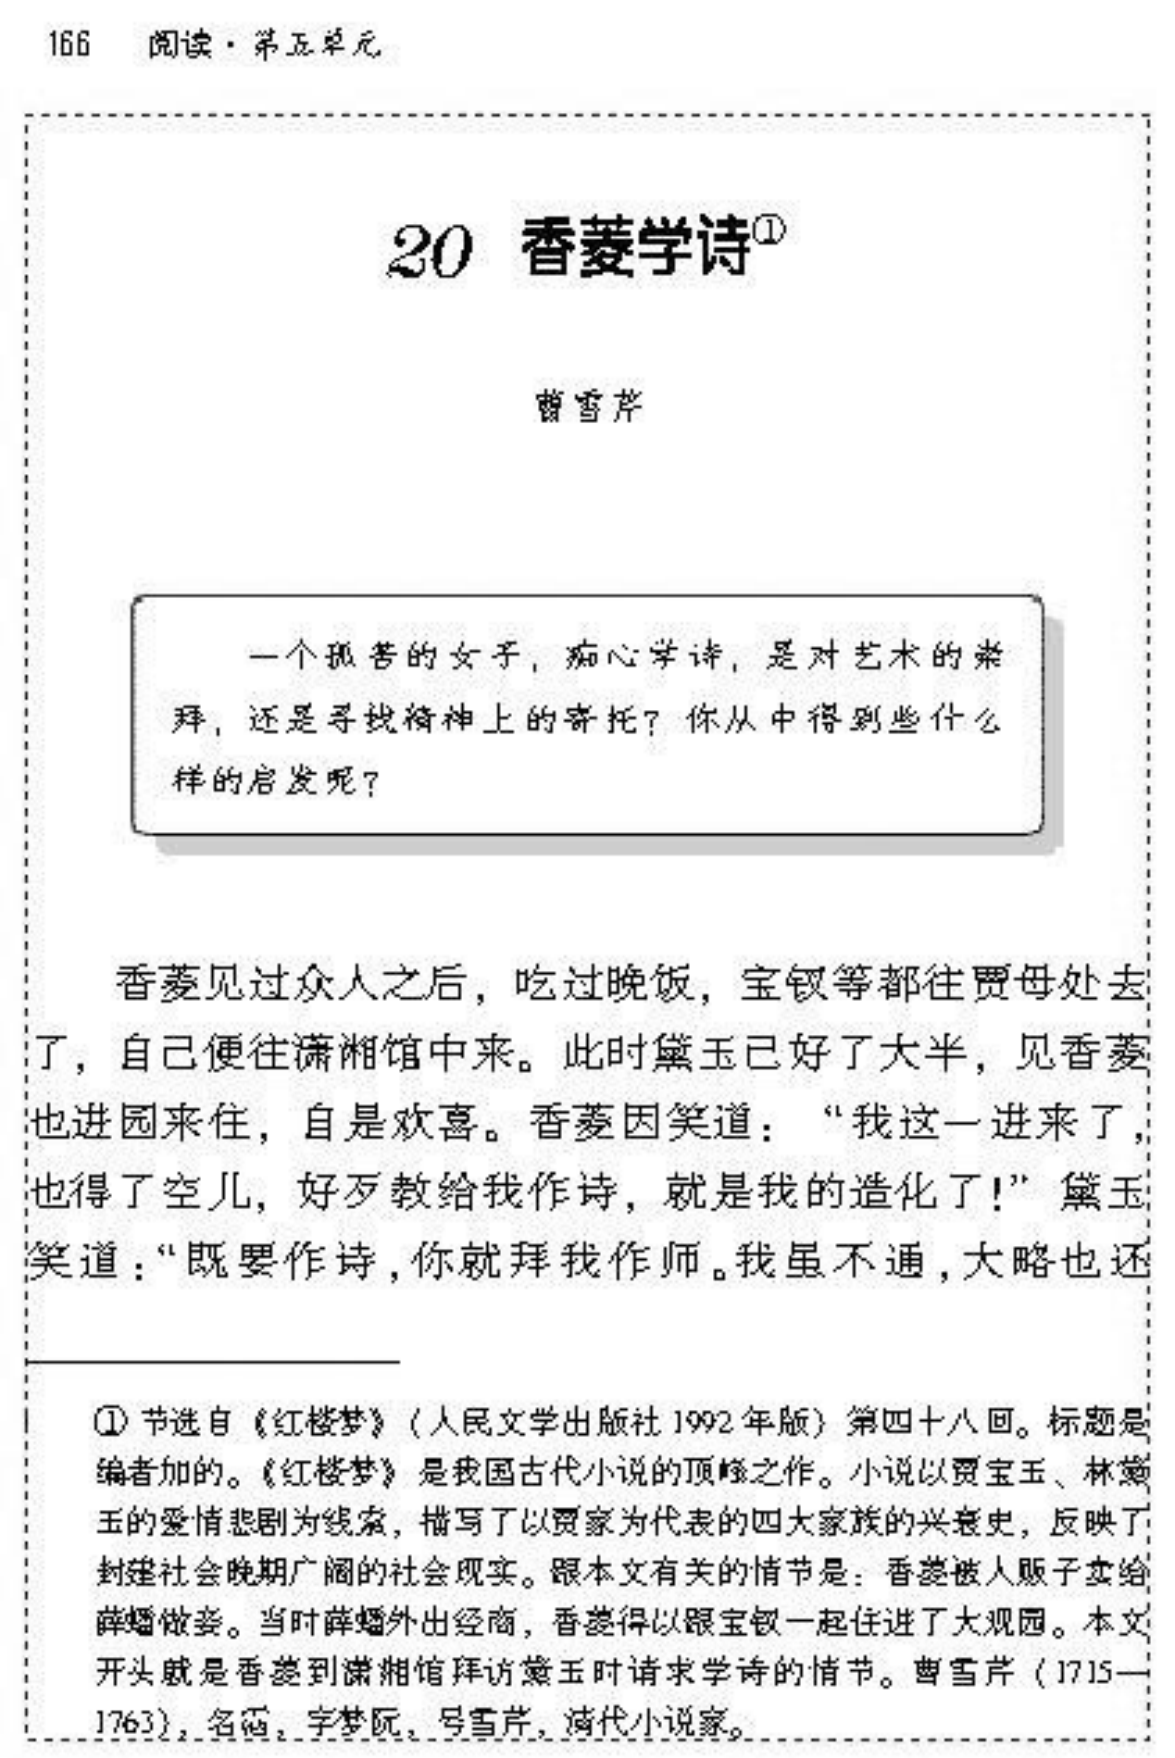 166 阅读·第五单元
20 香菱学诗①
曹雪芹
一个孤苦的女子，痴心学诗，是对艺术的崇
拜，还是寻找精神上的寄托？你从中得到些什么
样的启发呢？
香菱见过众人之后，吃过晚饭，宝钗等都往贾母处去
了，自己便往潇湘馆中来。此时黛玉已好了大半，见香菱
也进园来住，自是欢喜。香菱因笑道：“我这一进来了，
也得了空儿，好歹教给我作诗，就是我的造化了！”黛玉
笑道：“既要作诗，你就拜我作师。我虽不通，大略也还
① 节选自《红楼梦》（人民文学出版社1992年版）第四十八回。标题是
编者加的。《红楼梦》是我国古代小说的顶峰之作。小说以贾宝玉、林黛
玉的爱情悲剧为线索，描写了以贾家为代表的四大家族的兴衰史，反映了
封建社会晚期广阔的社会现实。跟本文有关的情节是：香菱被人贩子卖给
薛蟠做妾。当时薛蟠外出经商，香菱得以跟宝钗一起住进了大观园。本文
开头就是香菱到潇湘馆拜访黛玉时请求学诗的情节。曹雪芹（1715—
1763），名霑，字梦阮，号雪芹，清代小说家。